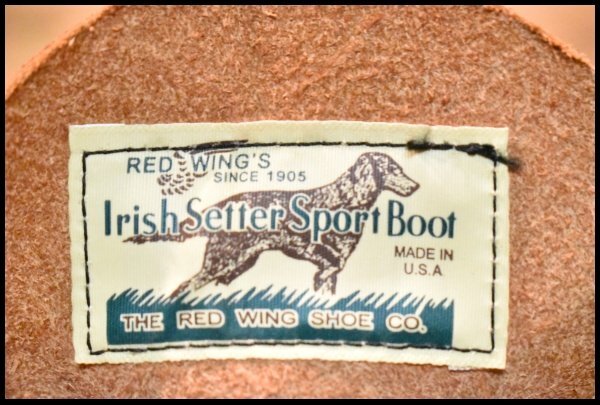 RED WING'S
SINCE 1905
Irish Setter Sport Boot
MADE IN
U.S.A.
THE RED WING SHOE CO.